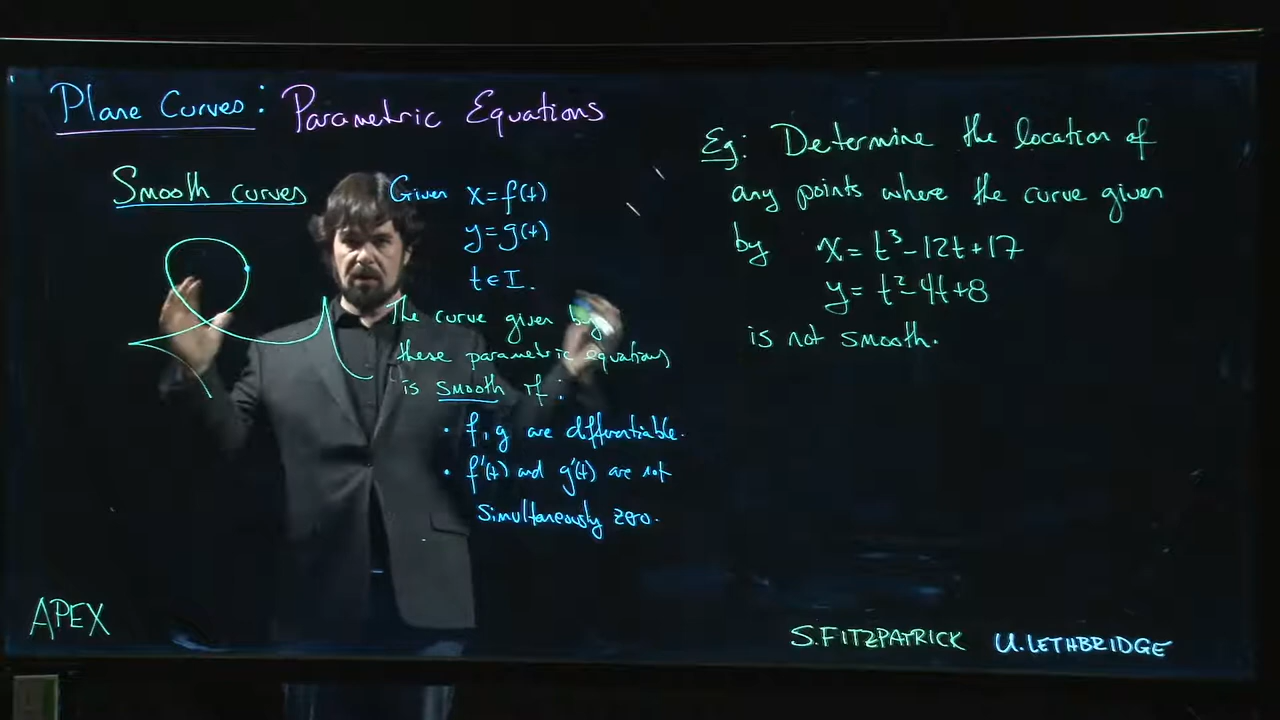 Plane Curves: Parametric Equations
Smooth curves
Given x=f(t)
y=g(t)
t∈I.
The curve given by
these parametric equations
is smooth if:
• f, g are differentiable.
• f'(t) and g'(t) are not
simultaneously zero.
Eg: Determine the location of
any points where the curve given
by x= t³-12t+17
y= t²-4t+8
is not smooth.
APEX
S.FITZPATRICK U.LETHBRIDGE